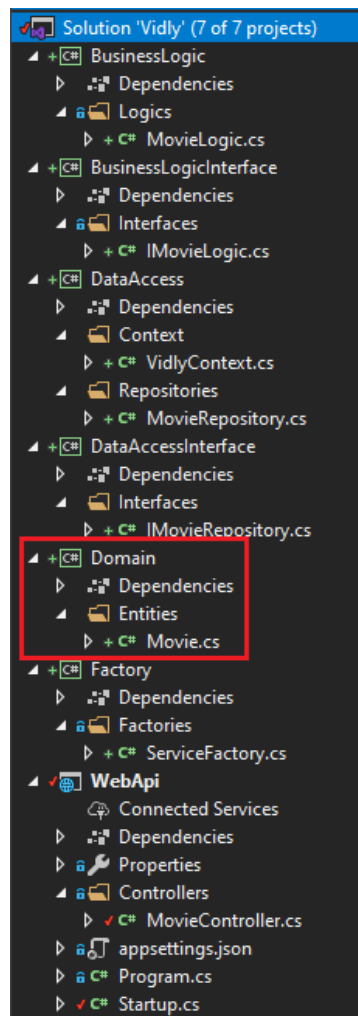 Solution 'Vidly' (7 of 7 projects)
+ C# BusinessLogic
Dependencies
Logics
+ C# MovieLogic.cs
+ C# BusinessLogicInterface
Dependencies
Interfaces
+ C# IMovieLogic.cs
+ C# DataAccess
Dependencies
Context
+ C# VidlyContext.cs
Repositories
+ C# MovieRepository.cs
+ C# DataAccessInterface
Dependencies
Interfaces
+ C# IMovieRepository.cs
+ C# Domain
Dependencies
Entities
+ C# Movie.cs
+ C# Factory
Dependencies
Factories
+ C# ServiceFactory.cs
WebApi
Connected Services
Dependencies
Properties
Controllers
C# MovieController.cs
appsettings.json
C# Program.cs
C# Startup.cs